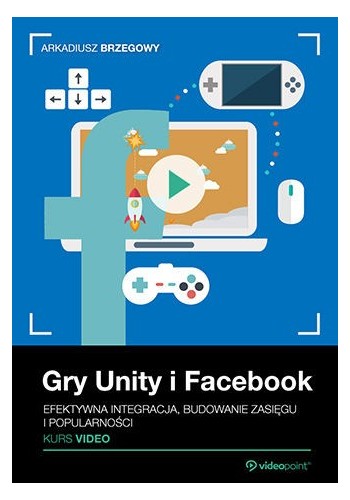 ARKADIUSZ BRZEGOWY
f
Gry Unity i Facebook
EFEKTYWNA INTEGRACJA, BUDOWANIE ZASIĘGU
I POPULARNOŚCI
KURS VIDEO
videopoint